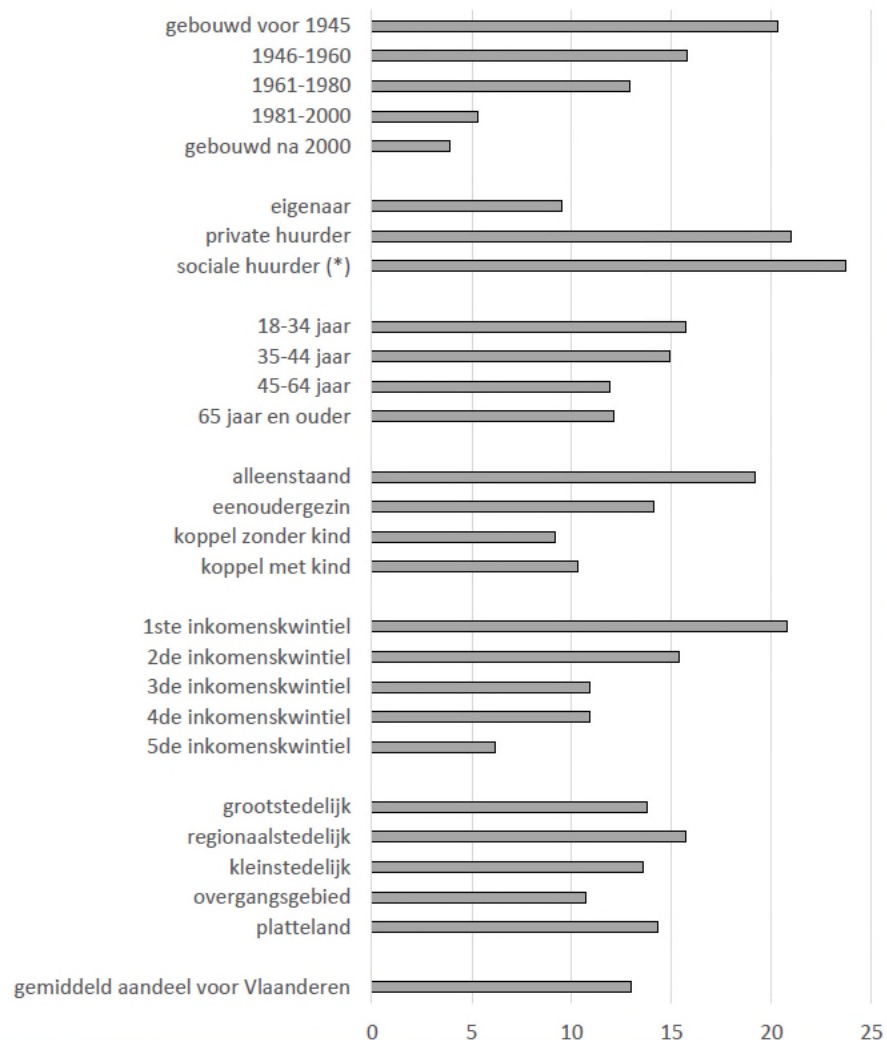 gebouwd voor 1945
1946-1960
1961-1980
1981-2000
gebouwd na 2000
eigenaar
private huurder
sociale huurder (*)
18-34 jaar
35-44 jaar
45-64 jaar
65 jaar en ouder
alleenstaand
eenoudergezin
koppel zonder kind
koppel met kind
1ste inkomenskwintiel
2de inkomenskwintiel
3de inkomenskwintiel
4de inkomenskwintiel
5de inkomenskwintiel
grootstedelijk
regionaalstedelijk
kleinstedelijk
overgangsgebied
platteland
gemiddeld aandeel voor Vlaanderen
0 5 10 15 20 25